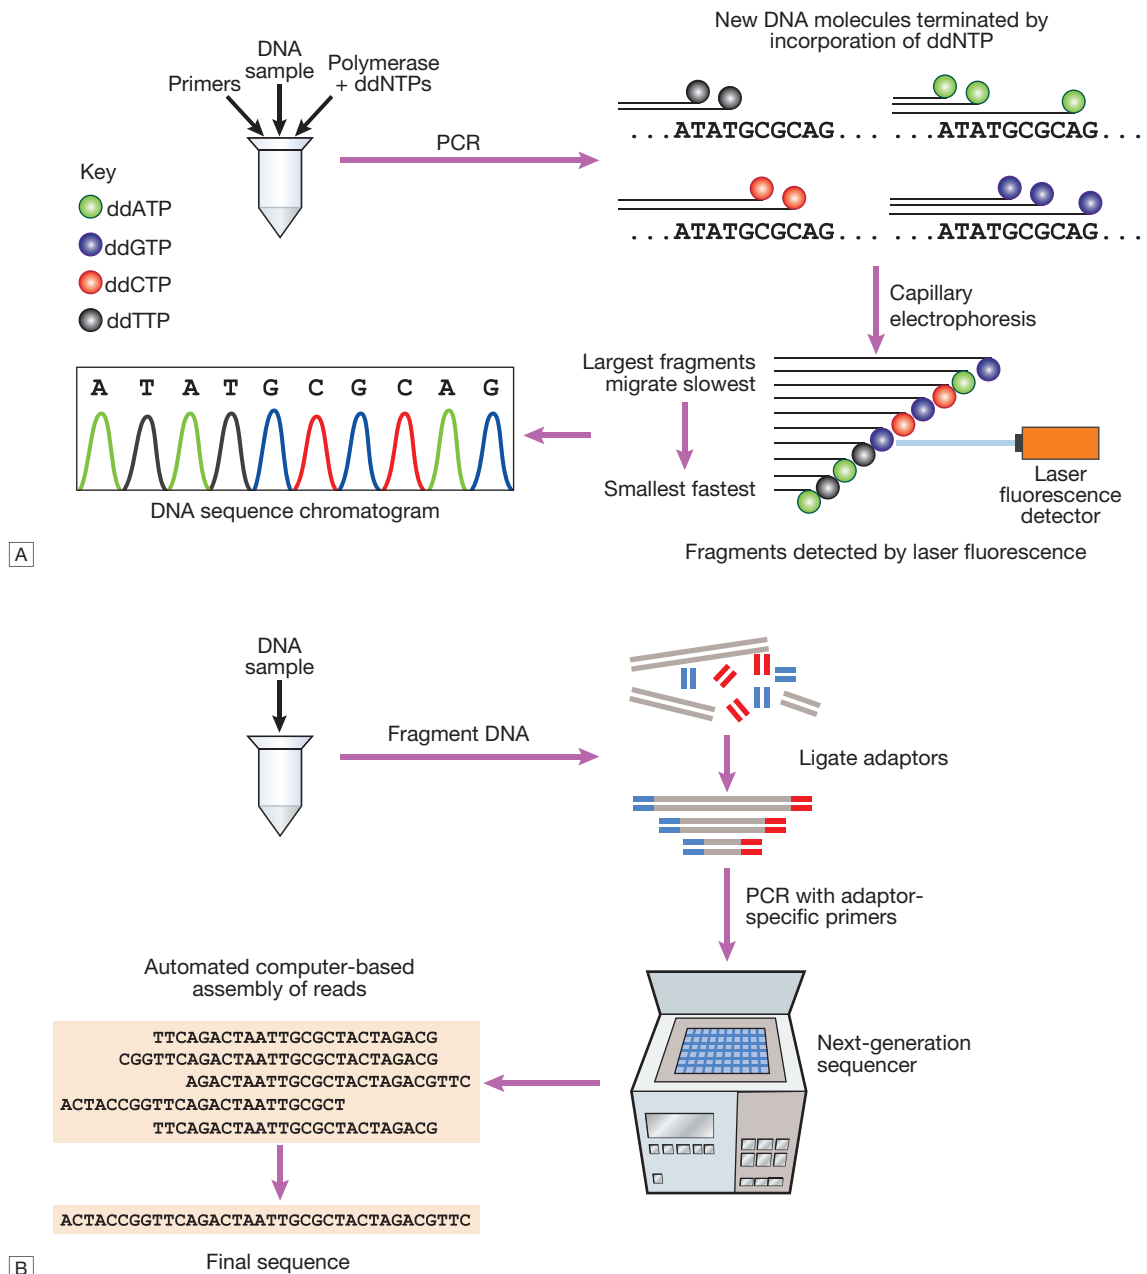 New DNA molecules terminated by
incorporation of ddNTP
DNA
sample
Primers
Polymerase
+ ddNTPs
PCR
...ATATGCGCAG...
...ATATGCGCAG...
...ATATGCGCAG...
...ATATGCGCAG...
Key
ddATP
ddGTP
ddCTP
ddTTP
Capillary
electrophoresis
Largest fragments
migrate slowest
Smallest fastest
Laser
fluorescence
detector
Fragments detected by laser fluorescence
A T A T G C G C A G
DNA sequence chromatogram
A
DNA
sample
Fragment DNA
Ligate adaptors
PCR with adaptor-
specific primers
Next-generation
sequencer
Automated computer-based
assembly of reads
TTCAGACTAATTGCGCTACTAGACG
CGGTTCAGACTAATTGCGCTACTAGACG
AGACTAATTGCGCTACTAGACGTTC
ACTACCGGTTCAGACTAATTGCGCT
TTCAGACTAATTGCGCTACTAGACG
ACTACCGGTTCAGACTAATTGCGCTACTAGACGTTC
Final sequence
B